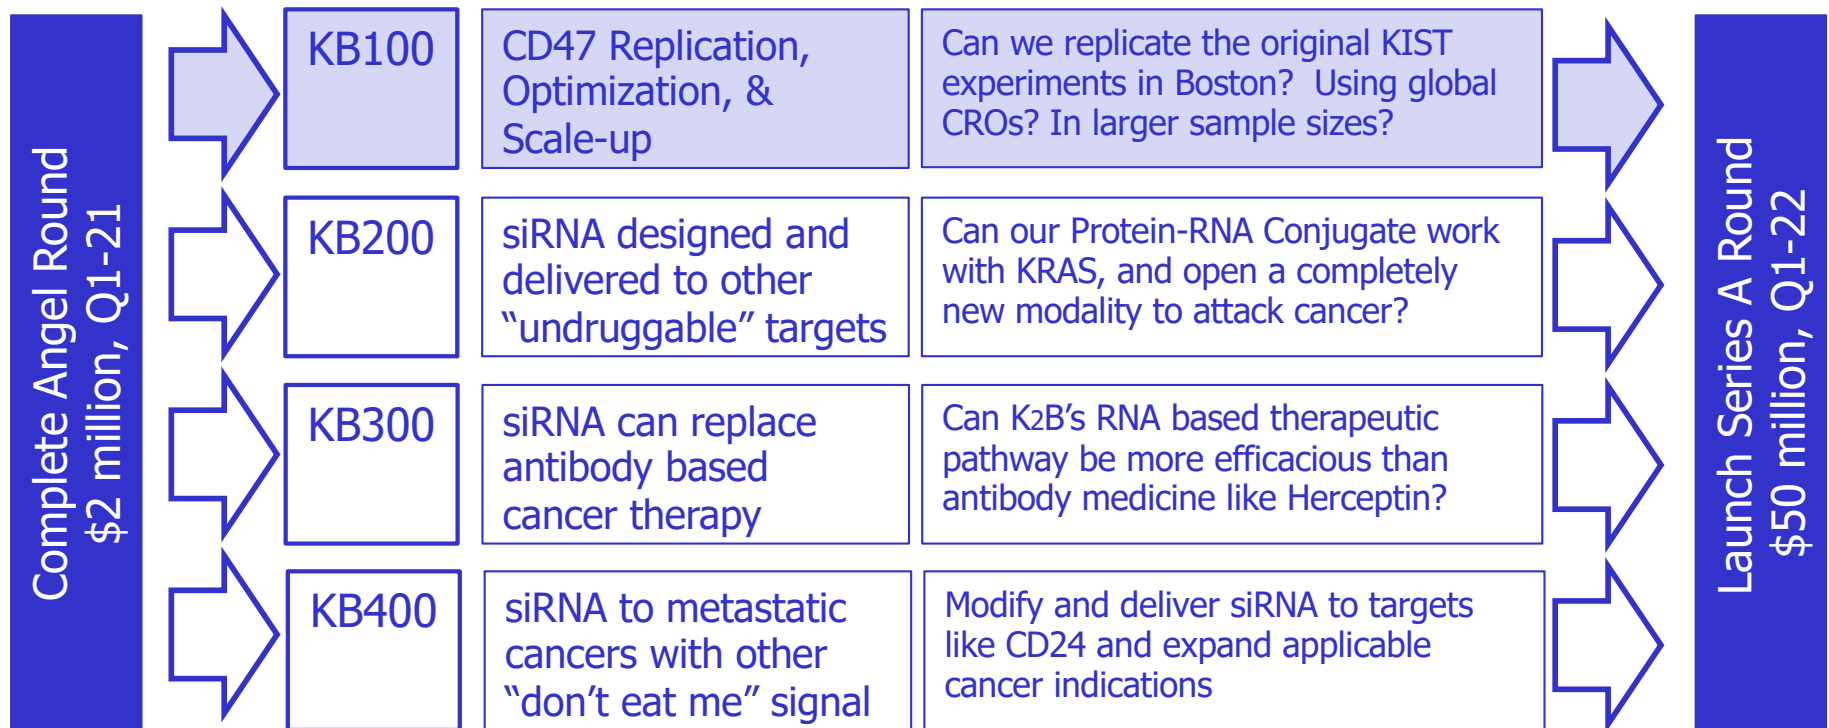 Complete Angel Round
$2 million, Q1-21
KB100
CD47 Replication,
Optimization, &
Scale-up
Can we replicate the original KIST
experiments in Boston?  Using global
CROs? In larger sample sizes?
KB200
siRNA designed and
delivered to other
“undruggable” targets
Can our Protein-RNA Conjugate work
with KRAS, and open a completely
new modality to attack cancer?
KB300
siRNA can replace
antibody based
cancer therapy
Can K2B’s RNA based therapeutic
pathway be more efficacious than
antibody medicine like Herceptin?
KB400
siRNA to metastatic
cancers with other
“don’t eat me” signal
Modify and deliver siRNA to targets
like CD24 and expand applicable
cancer indications
Launch Series A Round
$50 million, Q1-22